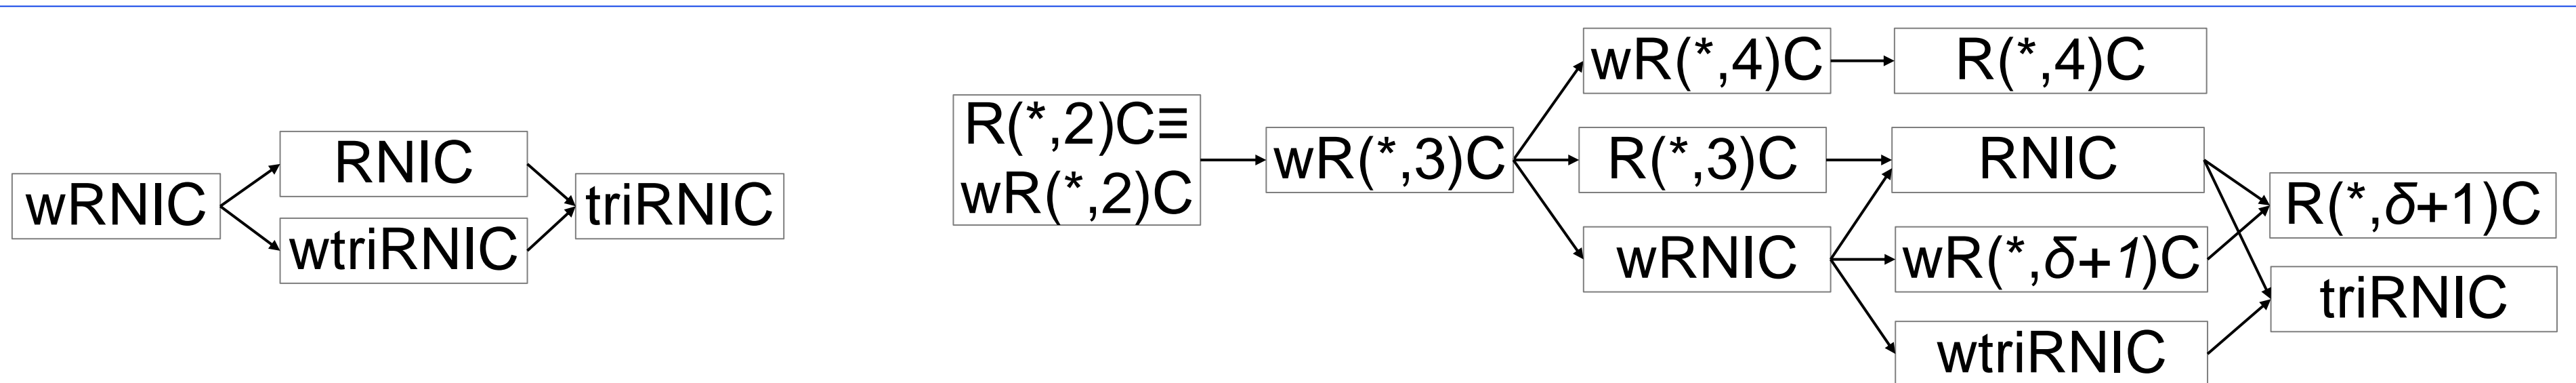 wRNIC
RNIC
wtriRNIC
triRNIC
R(*,2)C≡
wR(*,2)C
wR(*,3)C
wR(*,4)C
R(*,3)C
wRNIC
R(*,4)C
RNIC
wR(*,δ+1)C
wtriRNIC
R(*,δ+1)C
triRNIC